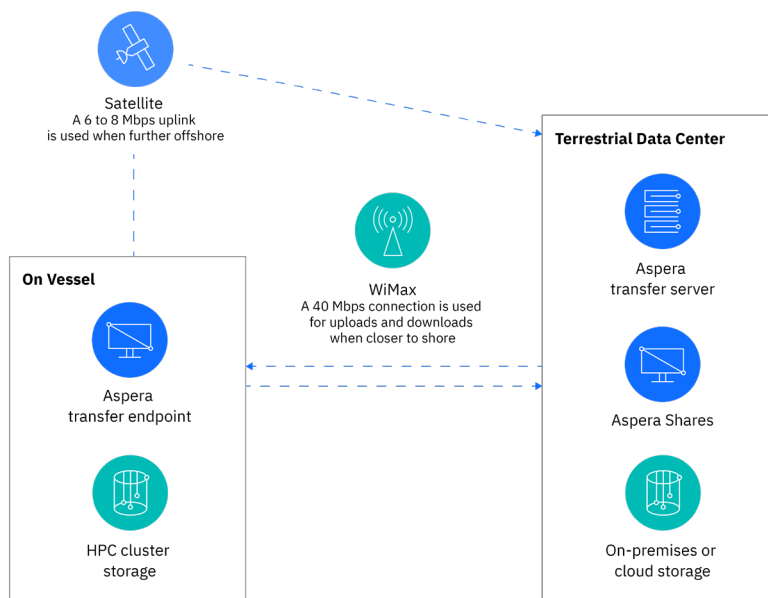 Satellite
A 6 to 8 Mbps uplink
is used when further offshore
Terrestrial Data Center
Aspera
transfer server
WiMax
A 40 Mbps connection is used
for uploads and downloads
when closer to shore
On Vessel
Aspera
transfer endpoint
Aspera Shares
HPC cluster
storage
On-premises or
cloud storage